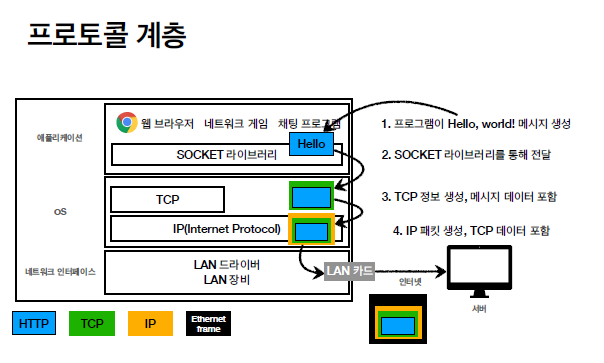 프로토콜 계층
애플리케이션
웹 브라우저 네트워크 게임 채팅 프로그램
Hello
SOCKET 라이브러리
1. 프로그램이 Hello, world! 메시지 생성
2. SOCKET 라이브러리를 통해 전달
OS
TCP
IP(Internet Protocol)
3. TCP 정보 생성, 메시지 데이터 포함
4. IP 패킷 생성, TCP 데이터 포함
네트워크 인터페이스
LAN 드라이버
LAN 장비
LAN 카드
인터넷
서버
HTTP
TCP
IP
Ethernet
frame